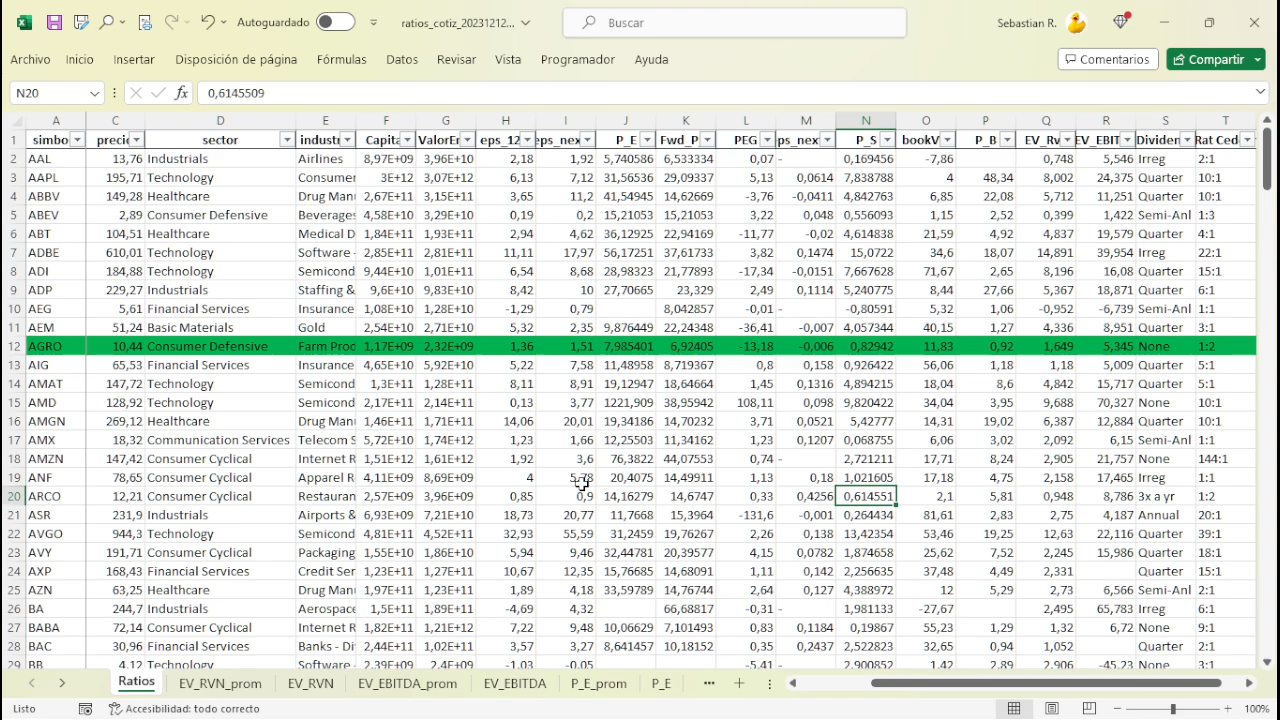 Autoguardado ratios_cotiz_20231212... Buscar Sebastian R.
Archivo Inicio Insertar Disposición de página Fórmulas Datos Revisar Vista Programador Ayuda Comentarios Compartir
N20 fx 0,6145509
A C D E F G H I J K L M N O P Q R S T
1 simbo precie sector industr Capita ValorEr eps_12 eps_nex P_E Fwd_P PEG ps_nex P_S bookV P_B EV_Rv EV_EBIT Dividen Rat Ced
2 AAL 13,76 Industrials Airlines 8,97E+09 3,96E+10 2,18 1,92 5,740586 6,533334 0,07 - 0,169456 -7,86 0,748 5,546 Irreg 2:1
3 AAPL 195,71 Technology Consumer 3E+12 3,07E+12 6,13 7,12 31,56536 29,09337 5,13 0,0614 7,838788 4 48,34 8,002 24,375 Quarter 10:1
4 ABBV 149,28 Healthcare Drug Man 2,67E+11 3,15E+11 3,65 11,2 41,54945 14,62669 -3,76 -0,0411 4,842763 6,85 22,08 5,712 11,251 Quarter 10:1
5 ABEV 2,89 Consumer Defensive Beverages 4,58E+10 3,29E+10 0,19 0,2 15,21053 15,21053 3,22 0,048 0,556093 1,15 2,52 0,399 1,422 Semi-Anl 1:3
6 ABT 104,51 Healthcare Medical D 1,84E+11 1,93E+11 2,94 4,62 36,12925 22,94169 -11,77 -0,02 4,614838 21,59 4,92 4,837 19,579 Quarter 4:1
7 ADBE 610,01 Technology Software - 2,85E+11 2,81E+11 11,11 17,97 56,17251 37,61733 3,82 0,1474 15,0722 34,6 18,07 14,891 39,954 Irreg 22:1
8 ADI 184,88 Technology Semicond 9,44E+10 1,01E+11 6,54 8,68 28,98323 21,77893 -17,34 -0,0151 7,667628 71,67 2,65 8,196 16,08 Quarter 15:1
9 ADP 229,27 Industrials Staffing & 9,6E+10 9,83E+10 8,42 10 27,70665 23,329 2,49 0,1114 5,240775 8,44 27,66 5,367 18,871 Quarter 6:1
10 AEG 5,61 Financial Services Insurance 1,08E+10 1,28E+10 -1,29 0,79 8,042857 -0,01 - -0,80591 5,32 1,06 -0,952 -6,739 Semi-Anl 1:1
11 AEM 51,24 Basic Materials Gold 2,54E+10 2,71E+10 5,32 2,35 9,876449 22,24348 -36,41 -0,007 4,057344 40,15 1,27 4,336 8,951 Quarter 3:1
12 AGRO 10,44 Consumer Defensive Farm Prod 1,17E+09 2,32E+09 1,36 1,51 7,985401 6,92405 -13,18 -0,006 0,82942 11,83 0,92 1,649 5,345 None 1:2
13 AIG 65,53 Financial Services Insurance 4,65E+10 5,92E+10 5,22 7,58 11,48958 8,719367 0,8 0,158 0,926422 56,06 1,18 1,18 5,009 Quarter 5:1
14 AMAT 147,72 Technology Semicond 1,3E+11 1,28E+11 8,11 8,91 19,12947 18,64664 1,45 0,1316 4,894215 18,04 8,6 4,842 15,717 Quarter 5:1
15 AMD 128,92 Technology Semicond 2,17E+11 2,14E+11 0,13 3,77 1221,909 38,95942 108,11 0,098 9,820422 34,04 3,95 9,688 70,327 None 10:1
16 AMGN 269,12 Healthcare Drug Man 1,46E+11 1,71E+11 14,06 20,01 19,34186 14,70232 3,71 0,0521 5,42777 14,31 19,02 6,387 12,884 Quarter 10:1
17 AMX 18,32 Communication Services Telecom S 5,72E+10 1,74E+12 1,23 1,66 12,25503 11,34162 1,23 0,1207 0,068755 6,06 3,02 2,092 6,15 Semi-Anl 1:1
18 AMZN 147,42 Consumer Cyclical Internet R 1,51E+12 1,61E+12 1,92 3,6 76,3822 44,07553 0,74 - 2,721211 17,71 8,24 2,905 21,757 None 144:1
19 ANF 78,65 Consumer Cyclical Apparel R 4,11E+09 8,69E+09 4 5,78 20,4075 14,49911 1,13 0,18 1,021605 17,18 4,75 2,158 17,465 Irreg 1:1
20 ARCO 12,21 Consumer Cyclical Restauran 2,57E+09 3,96E+09 0,85 0,9 14,16279 14,6747 0,33 0,4256 0,614551 2,1 5,81 0,948 8,786 3x a yr 1:2
21 ASR 231,9 Industrials Airports & 6,93E+09 7,21E+10 18,73 20,77 11,7668 15,3964 -131,6 -0,001 0,264434 81,61 2,83 2,75 4,187 Annual 20:1
22 AVGO 944,3 Technology Semicond 4,81E+11 4,52E+11 32,93 55,59 31,2459 19,76267 2,26 0,138 13,42354 53,46 19,25 12,63 22,116 Quarter 39:1
23 AVY 191,71 Consumer Cyclical Packaging 1,55E+10 1,86E+10 5,94 9,46 32,44781 20,39577 4,15 0,0782 1,874658 25,62 7,52 2,245 15,986 Quarter 18:1
24 AXP 168,43 Financial Services Credit Ser 1,23E+11 1,27E+11 10,67 12,35 15,76685 14,68091 1,11 0,142 2,256635 37,48 4,49 2,331 Quarter 15:1
25 AZN 63,25 Healthcare Drug Man 1,97E+11 1,23E+11 1,89 4,18 33,59789 14,76744 2,64 0,127 4,388972 12 5,29 2,73 6,566 Semi-Anl 2:1
26 BA 244,7 Industrials Aerospace 1,5E+11 1,89E+11 -4,69 4,32 66,68817 -0,31 - 1,981133 -27,67 2,495 65,783 Irreg 6:1
27 BABA 72,14 Consumer Cyclical Internet R 1,82E+11 1,21E+12 7,22 9,48 10,06629 7,101493 0,83 0,1184 0,19867 55,23 1,29 1,32 6,72 None 9:1
28 BAC 30,96 Financial Services Banks - Di 2,44E+11 1,02E+11 3,57 3,27 8,641457 10,18152 0,35 0,2437 2,522823 32,65 0,94 1,052 Quarter 4:1
29 BB 4,12 Technology Software - 2,39E+09 2,4E+09 -1,03 -0,05 -5,41 - 2,900852 1,42 2,89 2,906 -45,23 None 3:1
Ratios EV_RVN_prom EV_RVN EV_EBITDA_prom EV_EBITDA P_E_prom P_E ... +
Listo Accesibilidad: todo correcto 100%